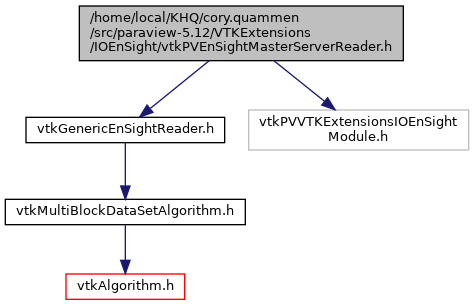 /home/local/KHQ/cory.quammen
/src/paraview-5.12/VTKExtensions
/IOEnSight/vtkPVEnSightMasterServerReader.h
vtkGenericEnSightReader.h
vtkPVVTKExtensionsIOEnSight
Module.h
vtkMultiBlockDataSetAlgorithm.h
vtkAlgorithm.h